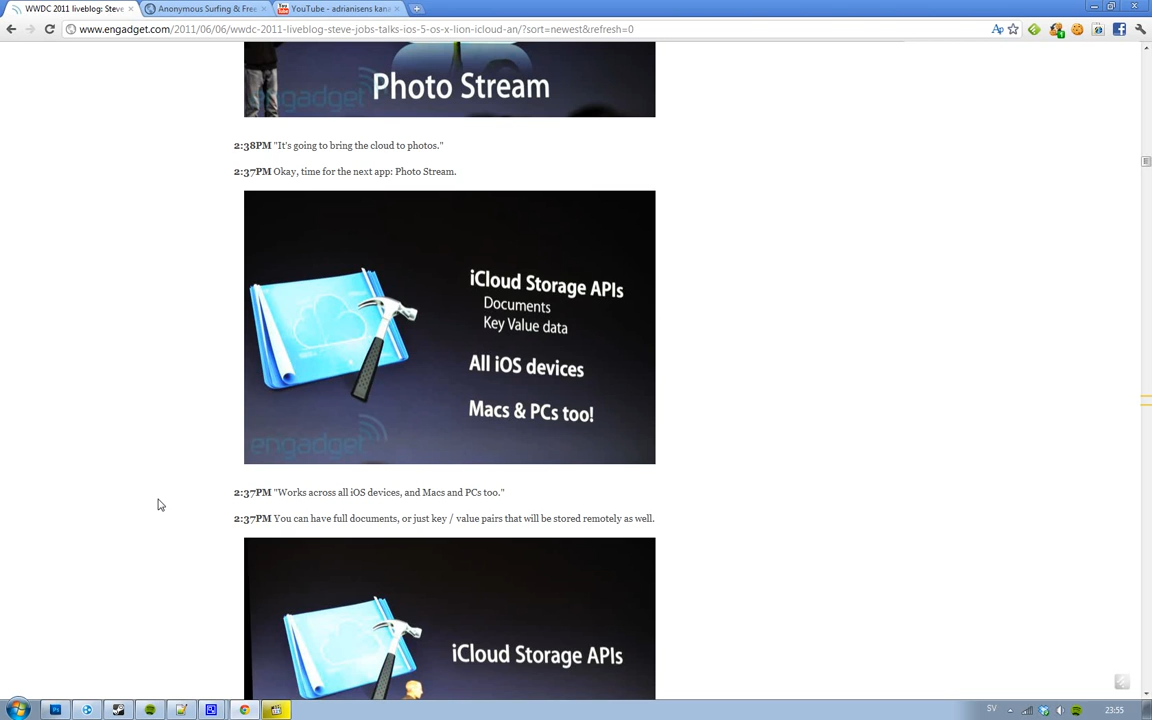 WWDC 2011 liveblog: Steve
Anonymous Surfing & Free
YouTube - adrianisens kana
www.engadget.com/2011/06/06/wwdc-2011-liveblog-steve-jobs-talks-ios-5-os-x-lion-icloud-an/?sort=newest&refresh=0
engadget
Photo Stream
2:38PM "It's going to bring the cloud to photos."
2:37PM Okay, time for the next app: Photo Stream.
iCloud Storage APIs
Documents
Key Value data
All iOS devices
Macs & PCs too!
engadget
2:37PM "Works across all iOS devices, and Macs and PCs too."
2:37PM You can have full documents, or just key / value pairs that will be stored remotely as well.
iCloud Storage APIs
SV
23:55